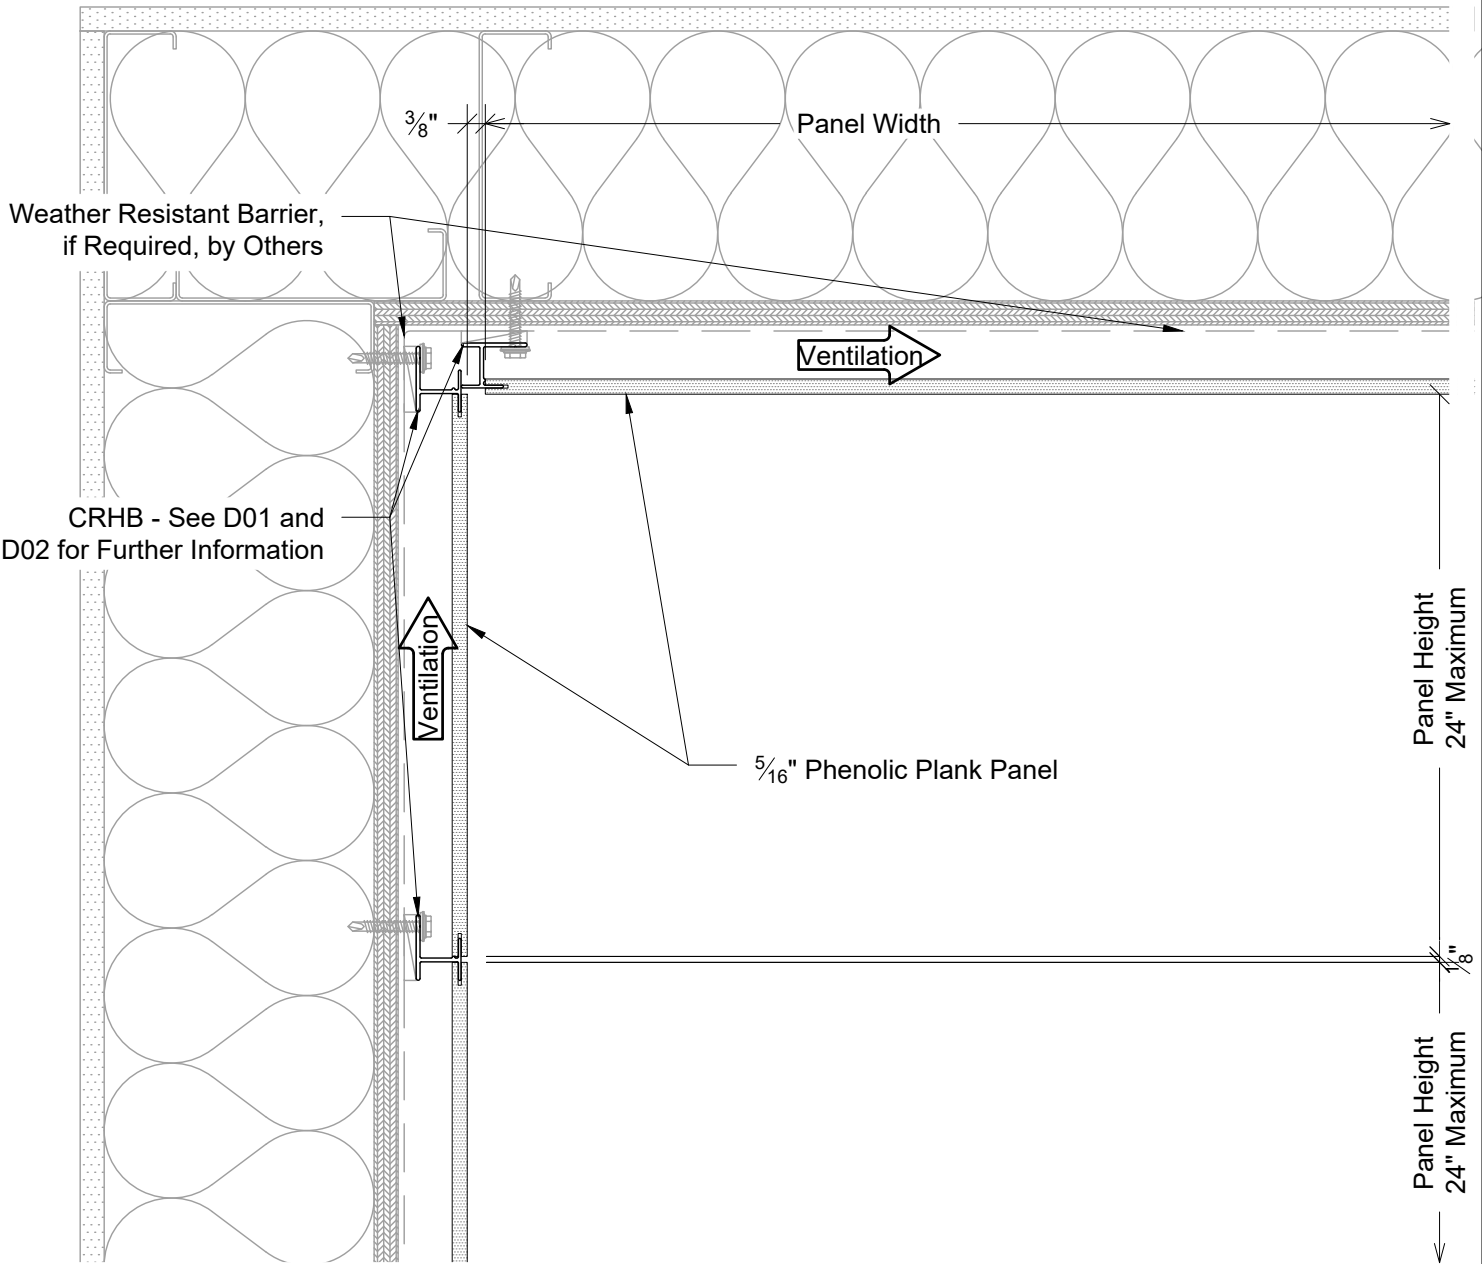 3/8"
Panel Width
Weather Resistant Barrier,
if Required, by Others
Ventilation
CRHB - See D01 and
D02 for Further Information
Ventilation
5/16" Phenolic Plank Panel
Panel Height
24" Maximum
1/8"
Panel Height
24" Maximum